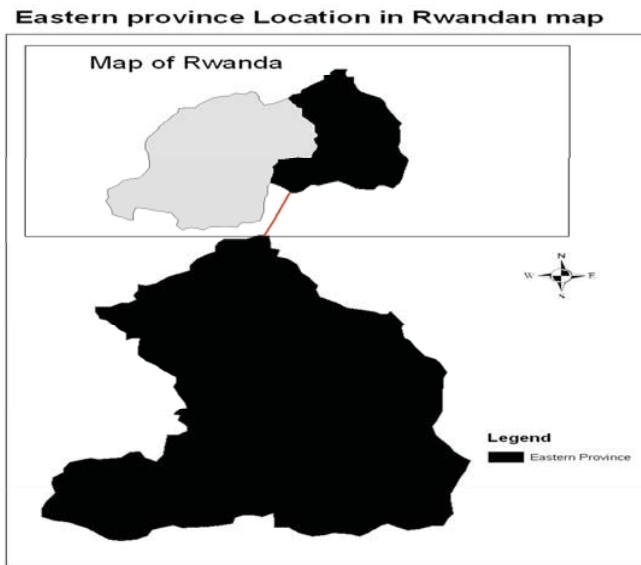 Eastern province Location in Rwandan map
Map of Rwanda
N
W E
S
Legend
Eastern Province